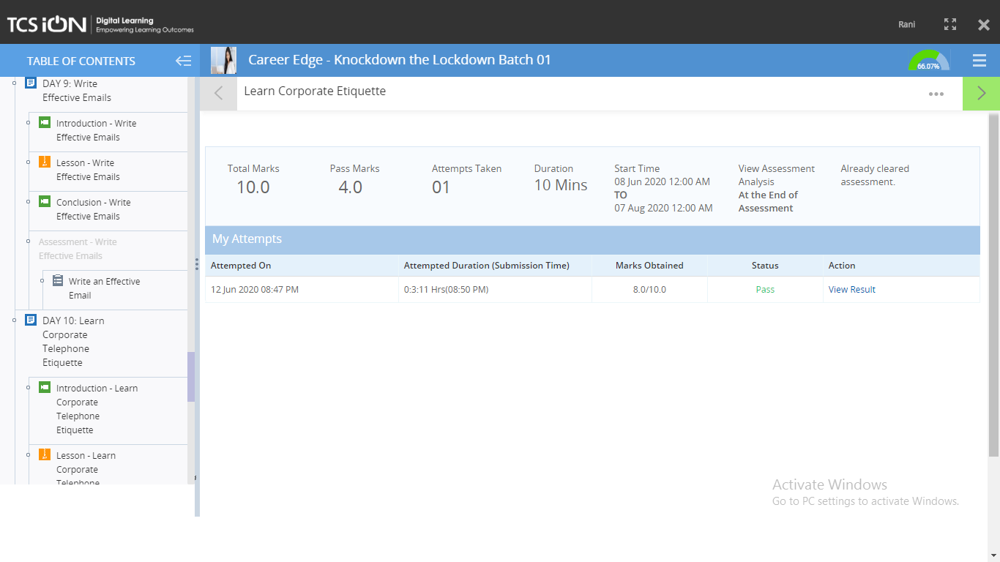 TCS iON
Digital Learning
Empowering Learning Outcomes
Rani
TABLE OF CONTENTS
Career Edge - Knockdown the Lockdown Batch 01
66.07%
DAY 9: Write
Effective Emails
Introduction - Write
Effective Emails
Lesson - Write
Effective Emails
Conclusion - Write
Effective Emails
Assessment - Write
Effective Emails
Write an Effective
Email
DAY 10: Learn
Corporate
Telephone
Etiquette
Introduction - Learn
Corporate
Telephone
Etiquette
Lesson - Learn
Corporate
Telephone
Learn Corporate Etiquette
Total Marks
10.0
Pass Marks
4.0
Attempts Taken
01
Duration
10 Mins
Start Time
08 Jun 2020 12:00 AM
TO
07 Aug 2020 12:00 AM
View Assessment
Analysis
At the End of
Assessment
Already cleared
assessment.
My Attempts
Attempted On Attempted Duration (Submission Time) Marks Obtained Status Action
12 Jun 2020 08:47 PM 0:3:11 Hrs(08:50 PM) 8.0/10.0 Pass View Result
Activate Windows
Go to PC settings to activate Windows.